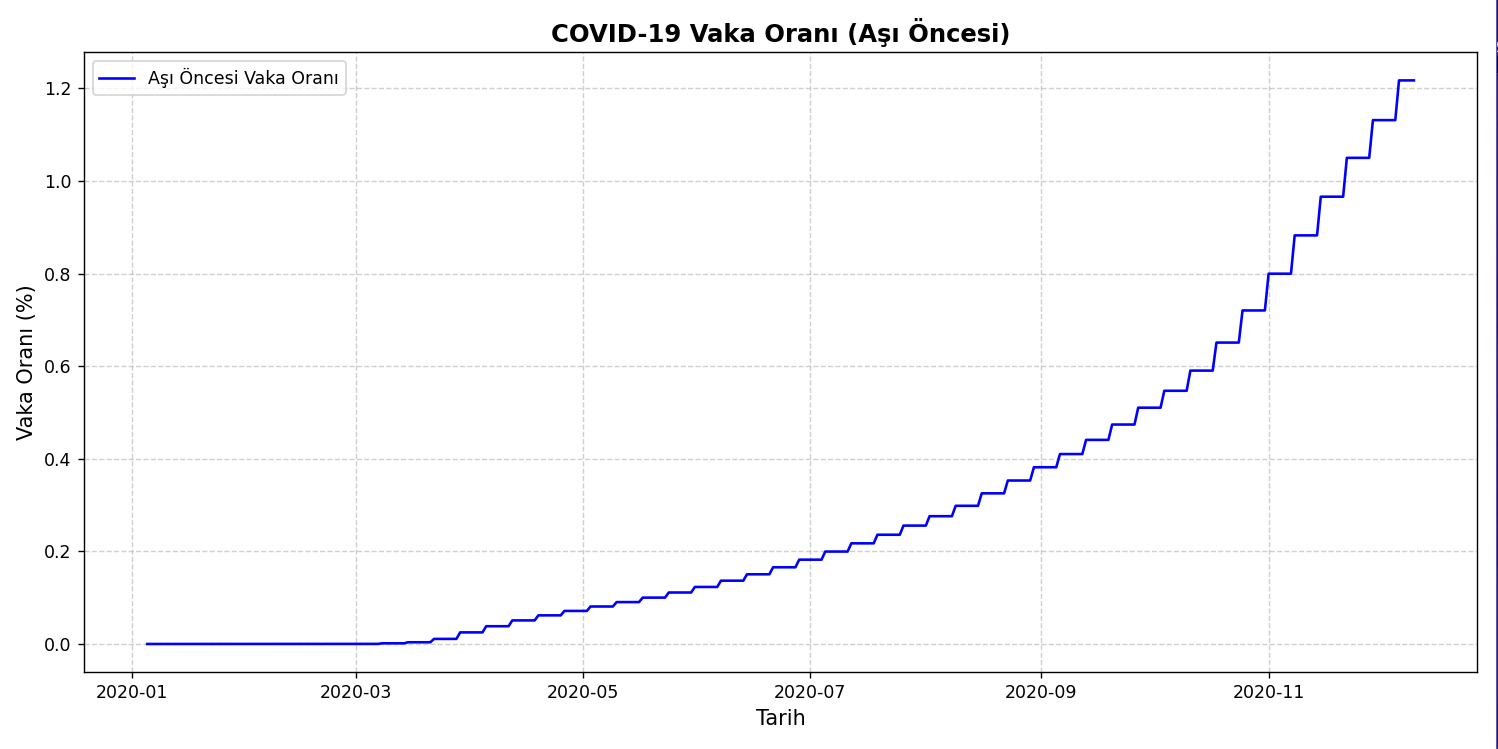 COVID-19 Vaka Oranı (Aşı Öncesi)
Aşı Öncesi Vaka Oranı
Vaka Oranı (%)
1.2
1.0
0.8
0.6
0.4
0.2
0.0
2020-01 2020-03 2020-05 2020-07 2020-09 2020-11
Tarih